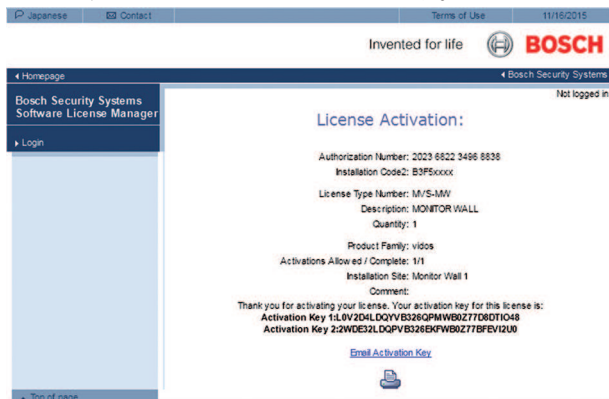 Japanese Contact Terms of Use 11/16/2015
Invented for life BOSCH
Homepage Bosch Security Systems
Not logged in
Bosch Security Systems
Software License Manager
Login
License Activation:
Authorization Number: 2023 6822 3496 8838
Installation Code2: B3F5xxxx
License Type Number: MVS-MW
Description: MONITOR WALL
Quantity: 1
Product Family: vidos
Activations Allowed / Complete: 1/1
Installation Site: Monitor Wall 1
Comment:
Thank you for activating your license. Your activation key for this license is:
Activation Key 1:L0V2D4LDQYVB326QPMWB0Z77D8DTIO48
Activation Key 2:2WDE32LDQPVB326EKFWB0Z77BFEVI2U0
Email Activation Key
Top of page